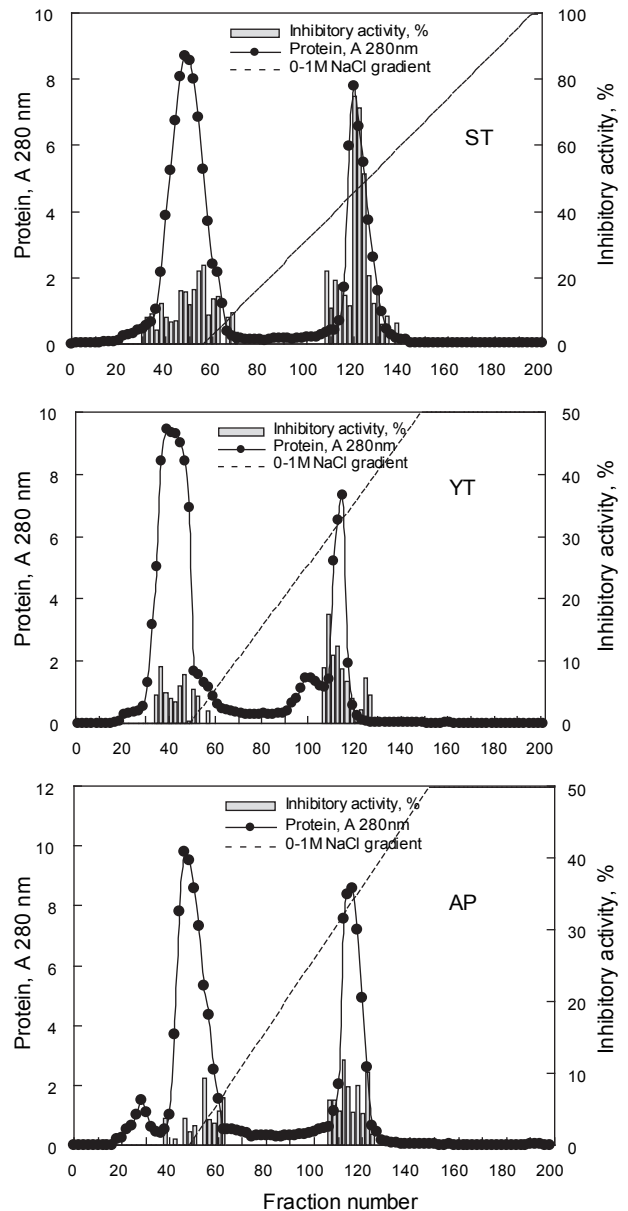 Inhibitory activity, %
Protein, A 280nm
0-1M NaCl gradient
ST
Protein, A 280 nm
Inhibitory activity, %
10
8
6
4
2
0
100
80
60
40
20
0
0 20 40 60 80 100 120 140 160 180 200
Inhibitory activity, %
Protein, A 280nm
0-1M NaCl gradient
YT
Protein, A 280 nm
Inhibitory activity, %
10
8
6
4
2
0
50
40
30
20
10
0
0 20 40 60 80 100 120 140 160 180 200
Inhibitory activity, %
Protein, A 280nm
0-1M NaCl gradient
AP
Protein, A 280 nm
Inhibitory activity, %
12
10
8
6
4
2
0
50
40
30
20
10
0
0 20 40 60 80 100 120 140 160 180 200
Fraction number